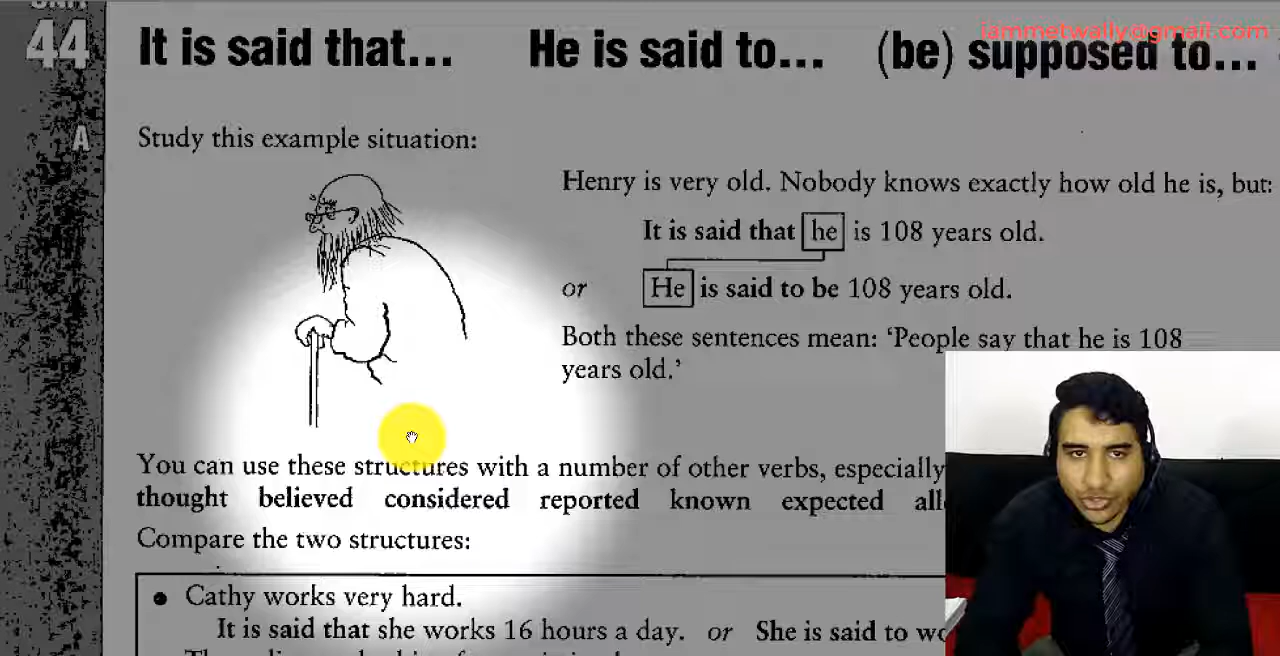 44
It is said that... He is said to... (be) supposed to...
iammetwally@gmail.com
A
Study this example situation:
Henry is very old. Nobody knows exactly how old he is, but:
It is said that he is 108 years old.
or He is said to be 108 years old.
Both these sentences mean: 'People say that he is 108
years old.'
You can use these structures with a number of other verbs, especially
thought believed considered reported known expected
Compare the two structures:
• Cathy works very hard.
It is said that she works 16 hours a day. or She is said to